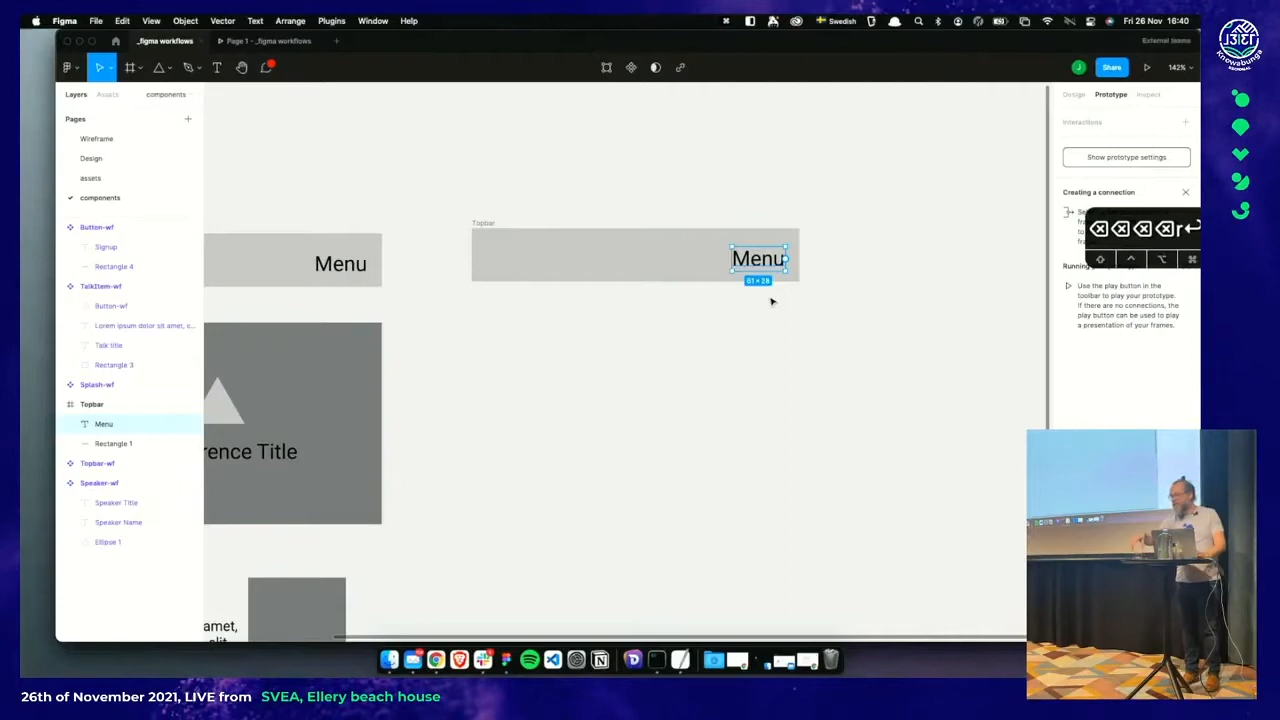 Figma File Edit View Object Vector Text Arrange Plugins Window Help
Swedish
Fri 26 Nov 16:40
_figma workflows
Page 1 - _figma workflows
External teams
J
Share
142%
Layers
Assets
components
Design
Prototype
Inspect
Pages
Interactions
Wireframe
Design
Show prototype settings
assets
components
Creating a connection
Button-wf
Signup
Rectangle 4
TalkItem-wf
Button-wf
Lorem ipsum dolor sit amet, c...
Talk title
Rectangle 3
Splash-wf
Topbar
Menu
Rectangle 1
Topbar-wf
Speaker-wf
Speaker Title
Speaker Name
Ellipse 1
Topbar
Menu
Menu
61 × 28
rence Title
amet,
Use the play button in the
toolbar to play your prototype.
If there are no connections, the
play button can be used to play
a presentation of your frames.
Knowabunga
REGIONAL
26th of November 2021, LIVE from SVEA, Ellery beach house